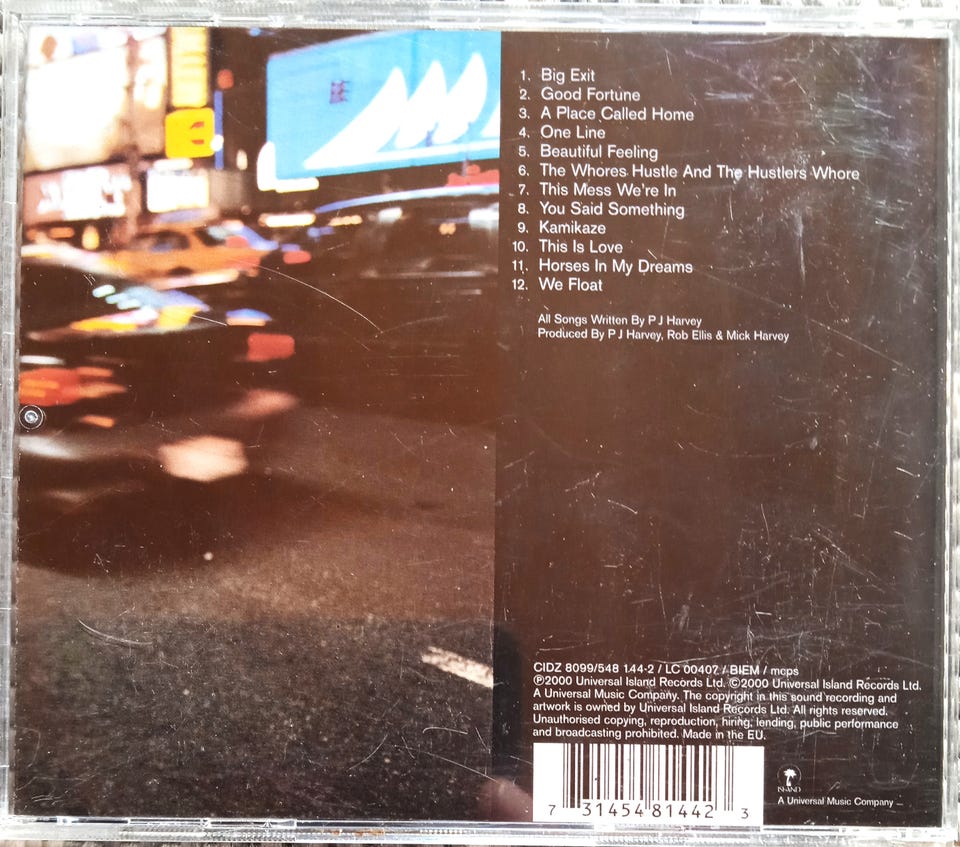 1. Big Exit
2. Good Fortune
3. A Place Called Home
4. One Line
5. Beautiful Feeling
6. The Whores Hustle And The Hustlers Whore
7. This Mess We're In
8. You Said Something
9. Kamikaze
10. This Is Love
11. Horses In My Dreams
12. We Float
All Songs Written By P J Harvey
Produced By P J Harvey, Rob Ellis & Mick Harvey
CIDZ 8099/548 144-2 / LC 00407 / BIEM / mcps
℗2000 Universal Island Records Ltd. ©2000 Universal Island Records Ltd.
A Universal Music Company. The copyright in this sound recording and
artwork is owned by Universal Island Records Ltd. All rights reserved.
Unauthorised copying, reproduction, hiring, lending, public performance
and broadcasting prohibited. Made in the EU.
7 31454 81442 3
ISLAND
A Universal Music Company